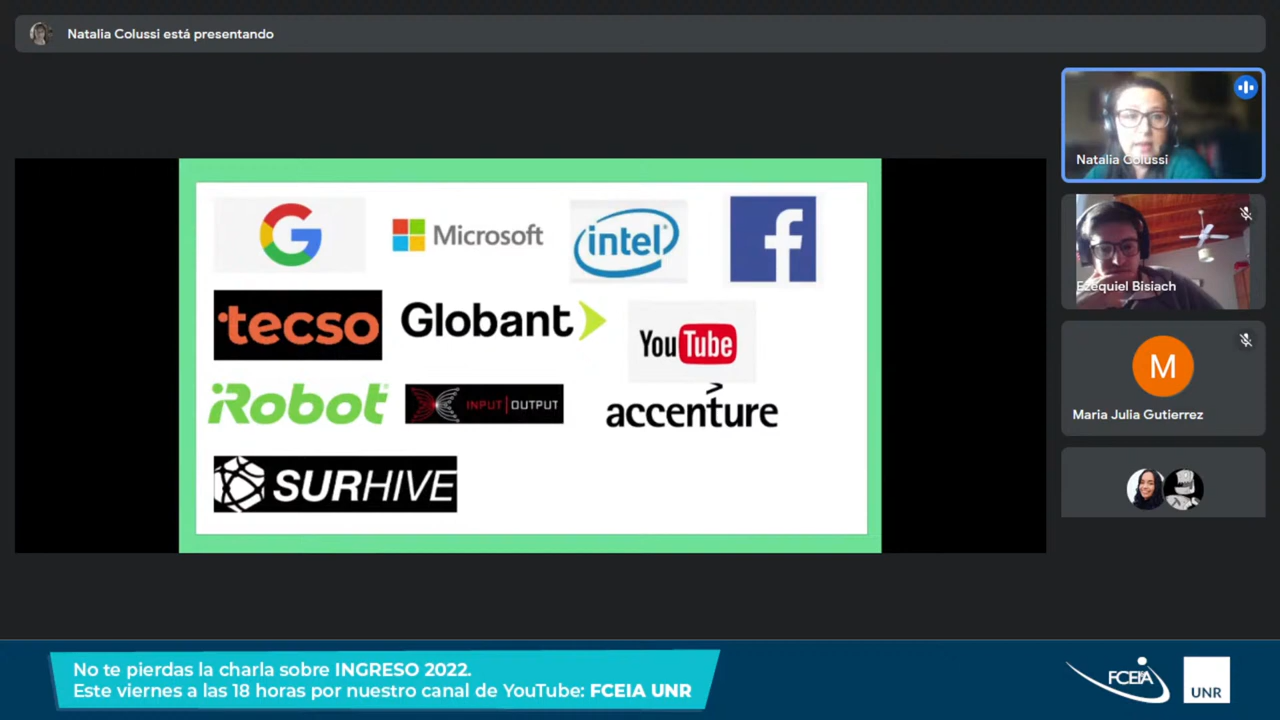 Natalia Colussi está presentando
Natalia Colussi
Ezequiel Bisiach
M
Maria Julia Gutierrez
G
Microsoft
intel
f
tecso
Globant
YouTube
iRobot
INPUT | OUTPUT
accenture
SURHIVE
No te pierdas la charla sobre INGRESO 2022.
Este viernes a las 18 horas por nuestro canal de YouTube: FCEIA UNR
FCEIA
UNR